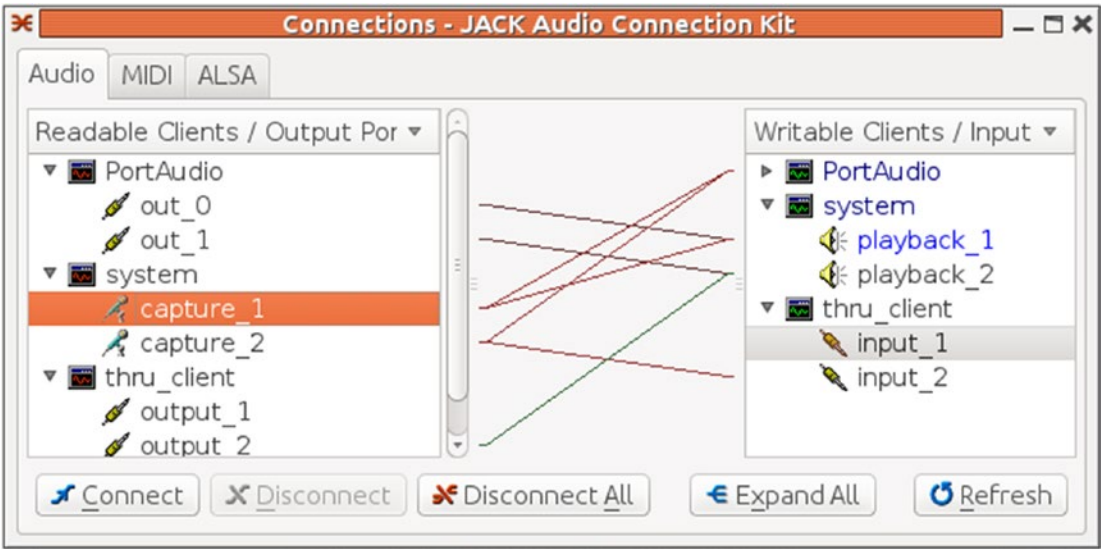 Connections - JACK Audio Connection Kit
Audio MIDI ALSA
Readable Clients / Output Por
PortAudio
out_0
out_1
system
capture_1
capture_2
thru_client
output_1
output_2
Writable Clients / Input
PortAudio
system
playback_1
playback_2
thru_client
input_1
input_2
Connect Disconnect Disconnect All Expand All Refresh